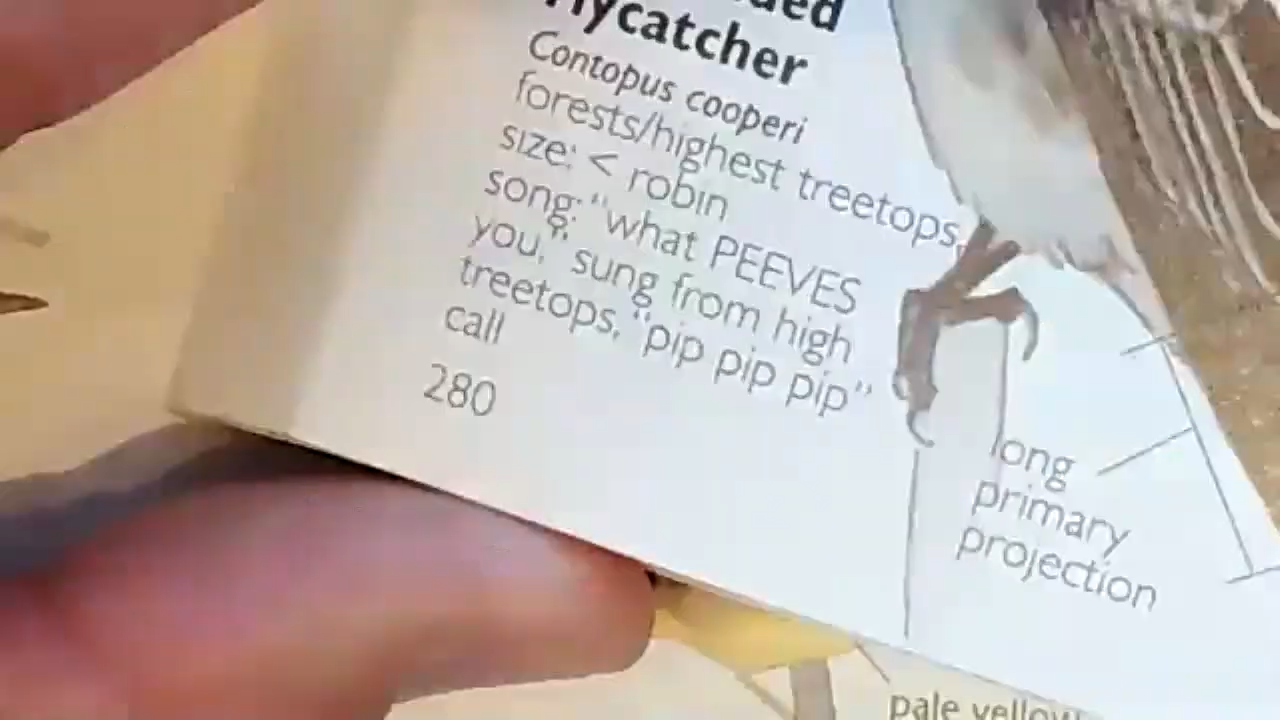 flycatcher
Contopus cooperi
forests/highest treetops,
size: < robin
song: "what PEEVES
you," sung from high
treetops, "pip pip pip"
call
280
long
primary
projection
pale yellow